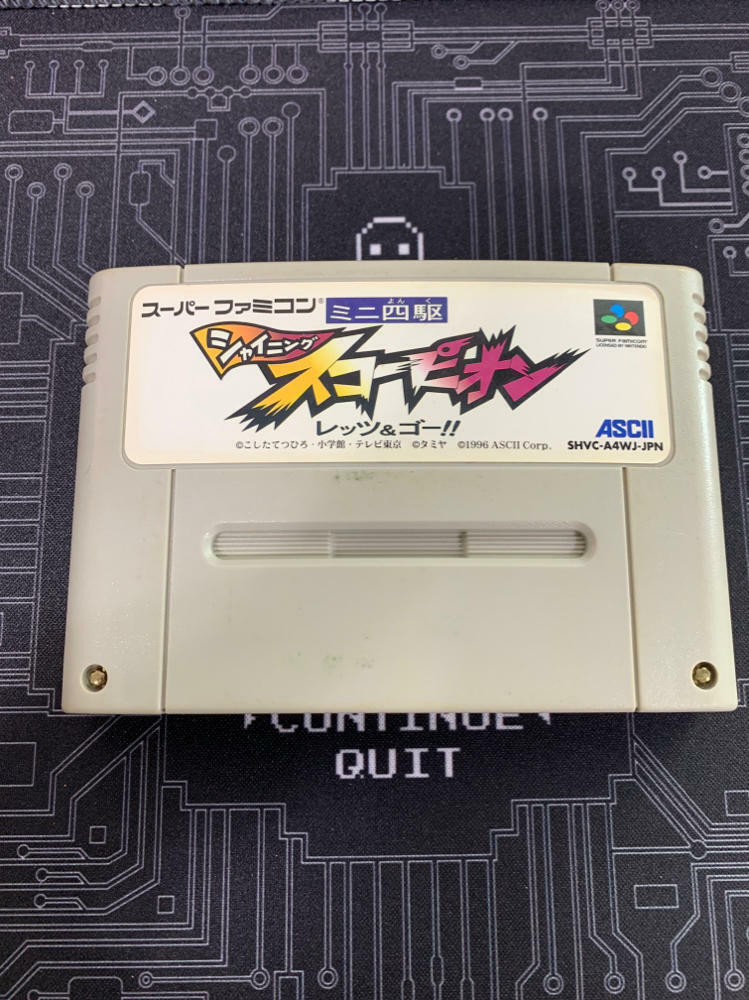 スーパーファミコン®
ミニ四駆
よんく
シャイニング
スコーピオン
レッツ&ゴー!!
SUPER FAMICOM
LICENSED BY NINTENDO
ASCII
©こしたてつひろ・小学館・テレビ東京 ©タミヤ ©1996 ASCII Corp.
SHVC-A4WJ-JPN
CONTINUE
QUIT